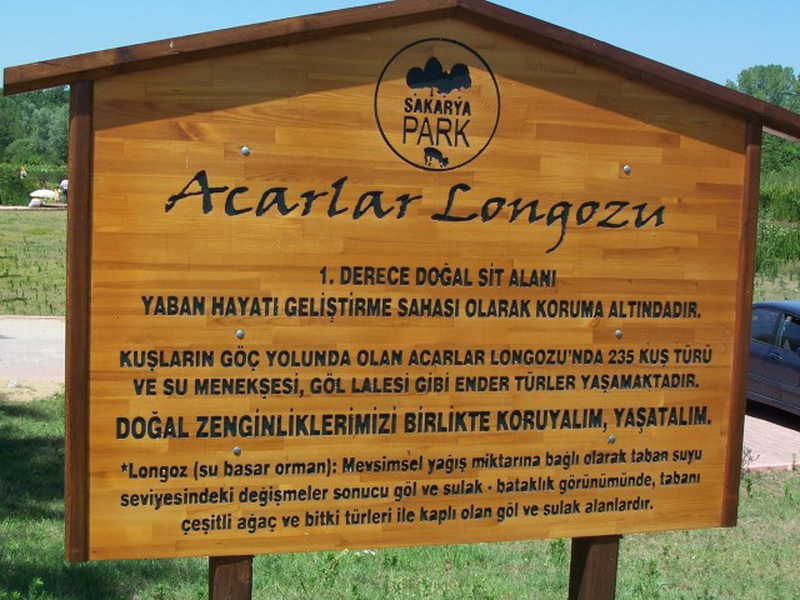 SAKARYA
PARK
Acarlar Longozu
1. DERECE DOĞAL SİT ALANI
YABAN HAYATI GELİŞTİRME SAHASI OLARAK KORUMA ALTINDADIR.
KUŞLARIN GÖÇ YOLUNDA OLAN ACARLAR LONGOZU'NDA 235 KUŞ TÜRÜ
VE SU MENEKŞESİ, GÖL LALESİ GİBİ ENDER TÜRLER YAŞAMAKTADIR.
DOĞAL ZENGİNLİKLERİMİZİ BİRLİKTE KORUYALIM, YAŞATALIM.
*Longoz (su basar orman): Mevsimsel yağış miktarına bağlı olarak taban suyu
seviyesindeki değişmeler sonucu göl ve sulak - bataklık görünümünde, tabanı
çeşitli ağaç ve bitki türleri ile kaplı olan göl ve sulak alanlardır.